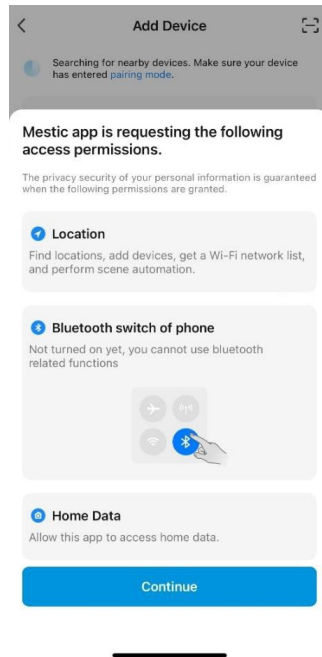 Add Device
Searching for nearby devices. Make sure your device
has entered pairing mode.
Mestic app is requesting the following
access permissions.
The privacy security of your personal information is guaranteed
when the following permissions are granted.
Location
Find locations, add devices, get a Wi-Fi network list,
and perform scene automation.
Bluetooth switch of phone
Not turned on yet, you cannot use bluetooth
related functions
Home Data
Allow this app to access home data.
Continue